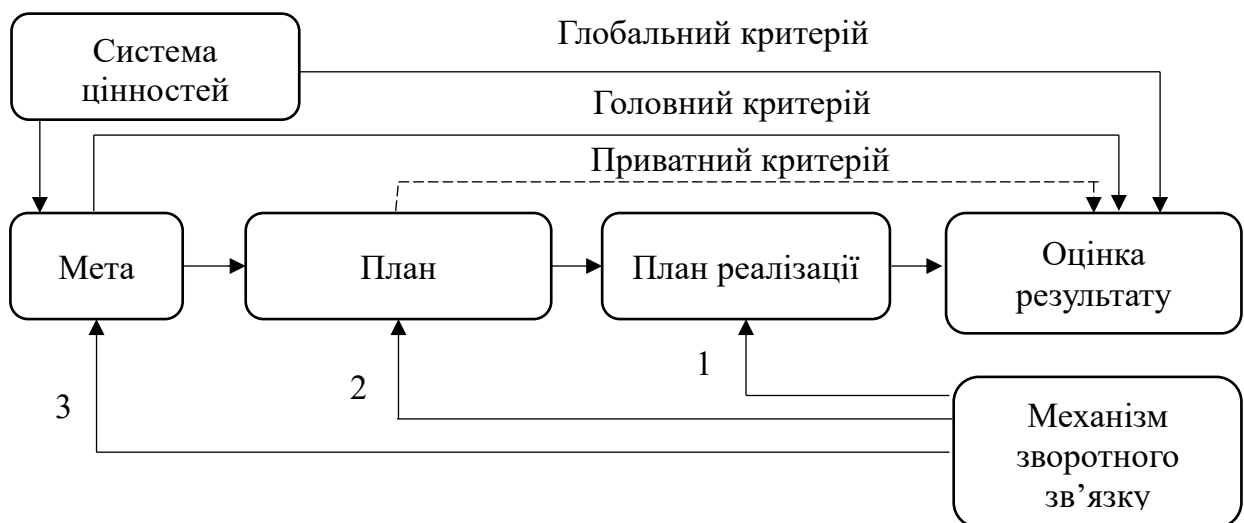 Глобальний критерій
Система
цінностей
Головний критерій
Приватний критерій
Мета
План
План реалізації
Оцінка
результату
1
2
3
Механізм
зворотного
зв’язку